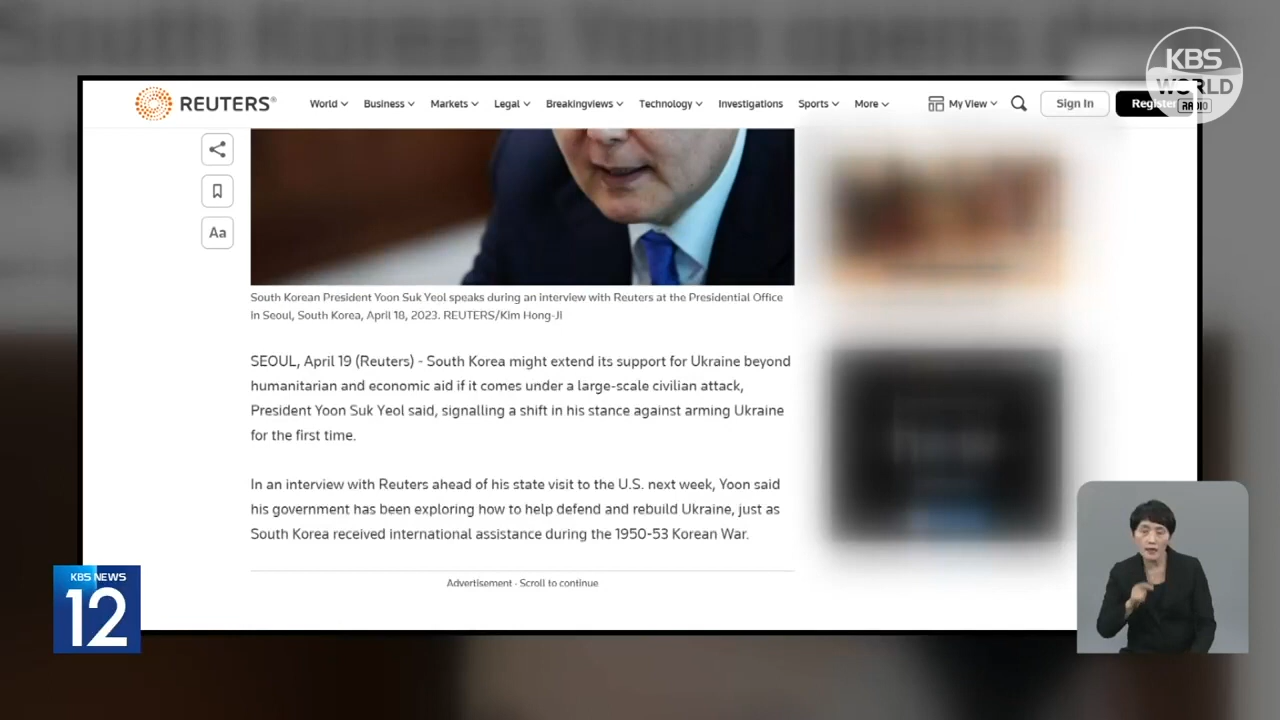 South Korea's Yoon opens
KBS
WORLD
RADIO
REUTERS®
World Business Markets Legal Breakingviews Technology Investigations Sports More My View Sign In Register
Aa
South Korean President Yoon Suk Yeol speaks during an interview with Reuters at the Presidential Office
in Seoul, South Korea, April 18, 2023. REUTERS/Kim Hong-Ji
SEOUL, April 19 (Reuters) - South Korea might extend its support for Ukraine beyond
humanitarian and economic aid if it comes under a large-scale civilian attack,
President Yoon Suk Yeol said, signalling a shift in his stance against arming Ukraine
for the first time.
In an interview with Reuters ahead of his state visit to the U.S. next week, Yoon said
his government has been exploring how to help defend and rebuild Ukraine, just as
South Korea received international assistance during the 1950-53 Korean War.
Advertisement · Scroll to continue
KBS NEWS
12